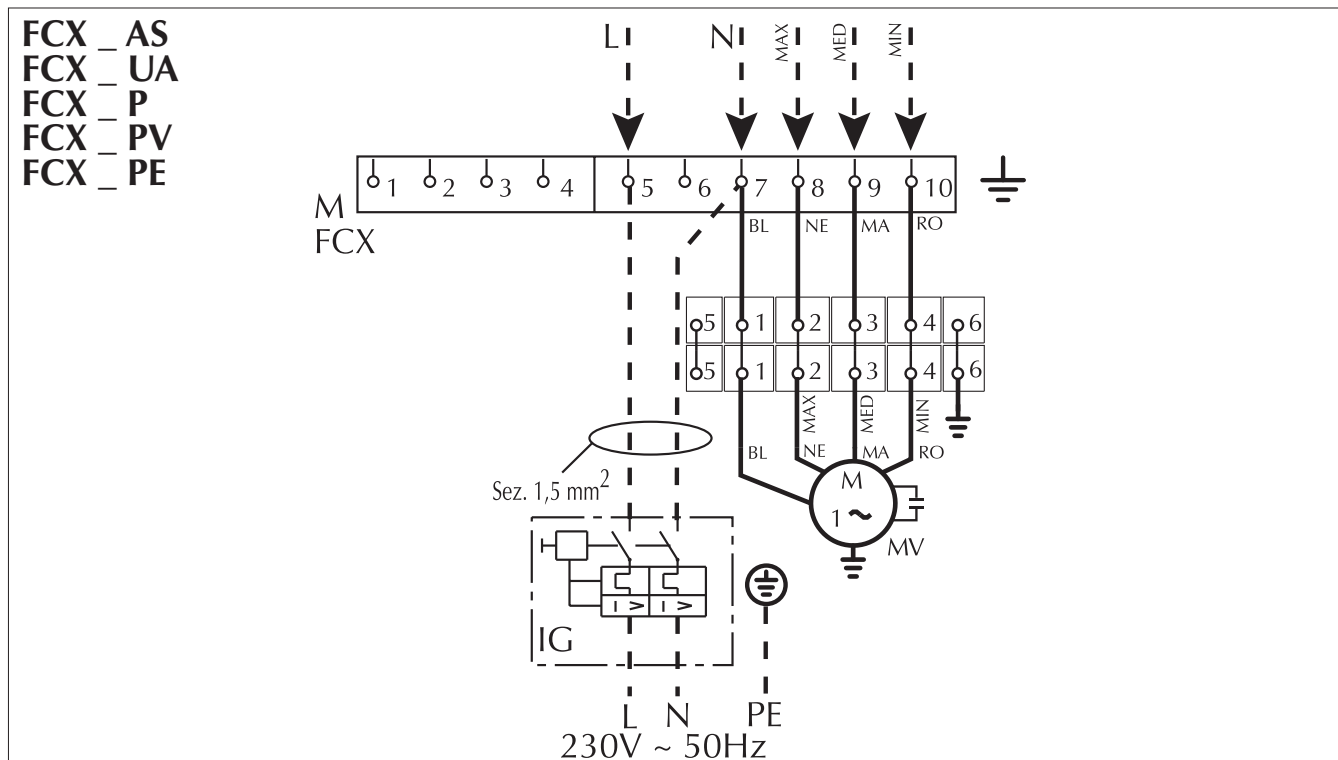 FCX _ AS
FCX _ UA
FCX _ P
FCX _ PV
FCX _ PE
L N MAX MED MIN
1 2 3 4 5 6 7 8 9 10
M
FCX
BL NE MA RO
5 1 2 3 4 6
5 1 2 3 4 6
MAX MED MIN
BL NE MA RO
Sez. 1,5 mm²
M
1 ~
MV
I > I >
IG
L N PE
230V ~ 50Hz